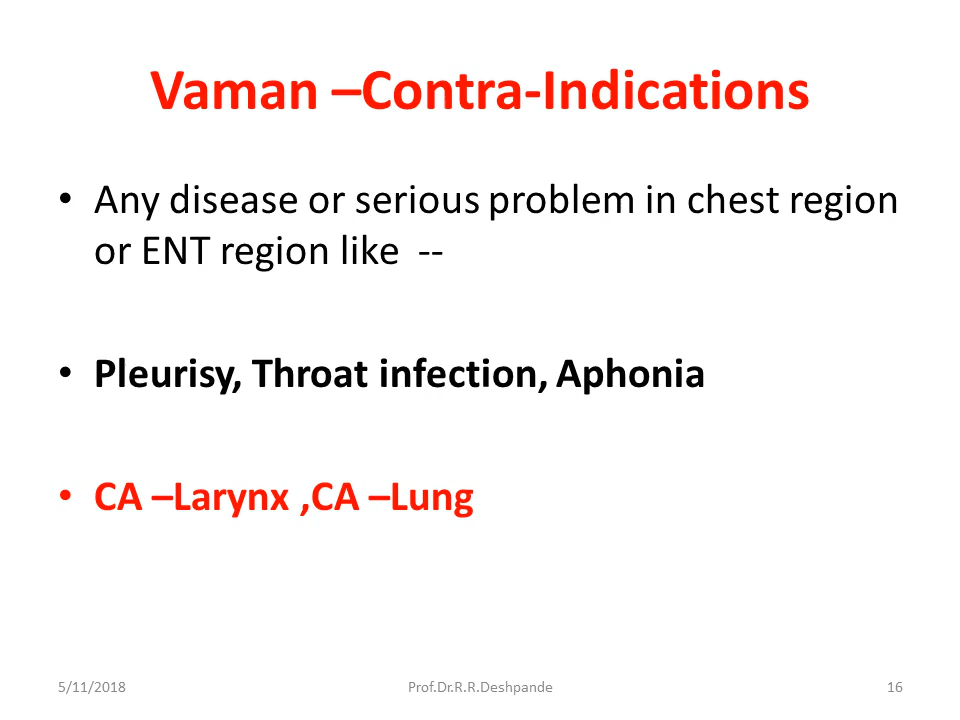 Vaman –Contra-Indications
• Any disease or serious problem in chest region
or ENT region like --
• Pleurisy, Throat infection, Aphonia
• CA –Larynx ,CA –Lung
5/11/2018
Prof.Dr.R.R.Deshpande
16